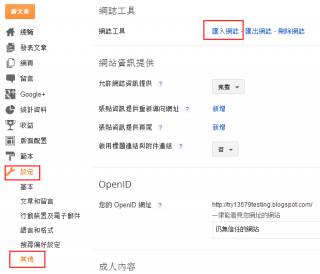 新文章
總覽
發表文章
網頁
留言
Google+
統計資料
收益
版面配置
範本
設定
基本
文章和留言
行動裝置及電子郵件
語言和格式
搜尋偏好設定
其他
網誌工具
網誌工具 匯入網誌 - 匯出網誌 - 刪除網誌
網站資訊提供
允許網誌資訊提供 ? 完整
張貼資訊提供重新導向網址 ? 新增
張貼資訊提供頁尾 ? 新增
啟用標題連結與附件連結 ? 否
OpenID
您的 OpenID 網址 ? http://try13579testing.blogspot.com/
一律能看見您網址的網站
仍無信任的網站
成人內容